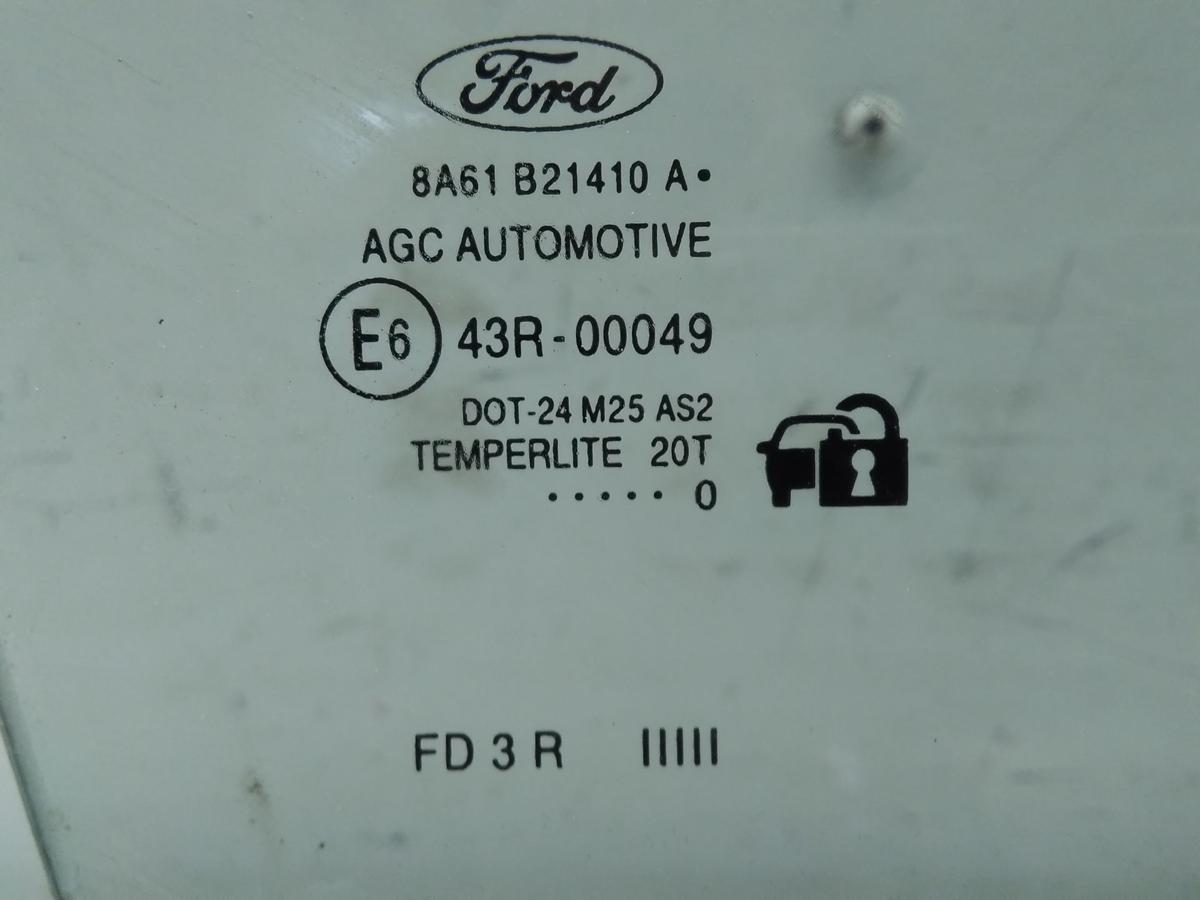 Ford
8A61 B21410 A•
AGC AUTOMOTIVE
E6 43R-00049
DOT-24 M25 AS2
TEMPERLITE 20T
..... 0
FD 3 R IIIII